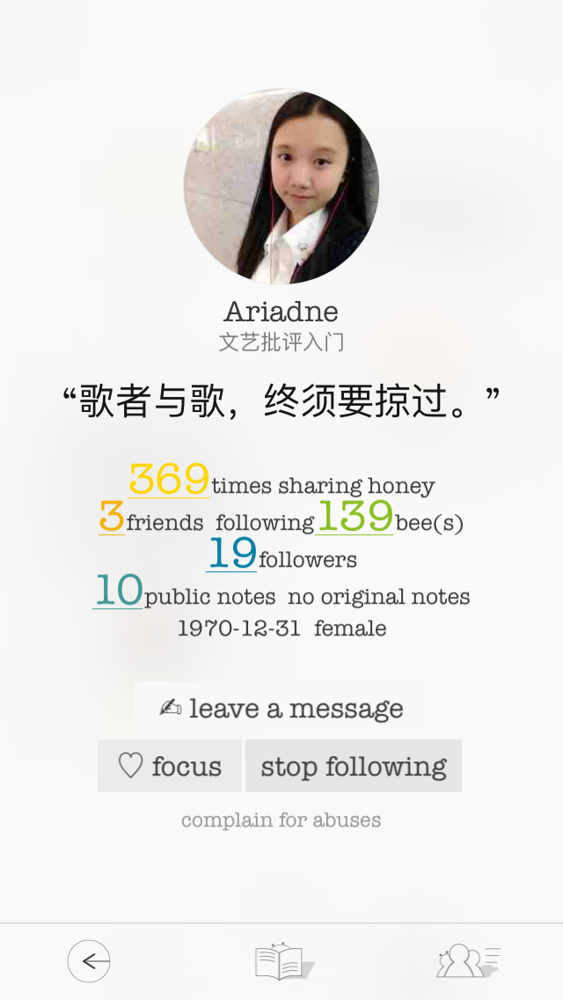 Ariadne
文艺批评入门
“歌者与歌，终须要掠过。”
369times sharing honey
3friends following139bee(s)
19followers
10public notes no original notes
1970-12-31 female
✍ leave a message
♡ focus stop following
complain for abuses